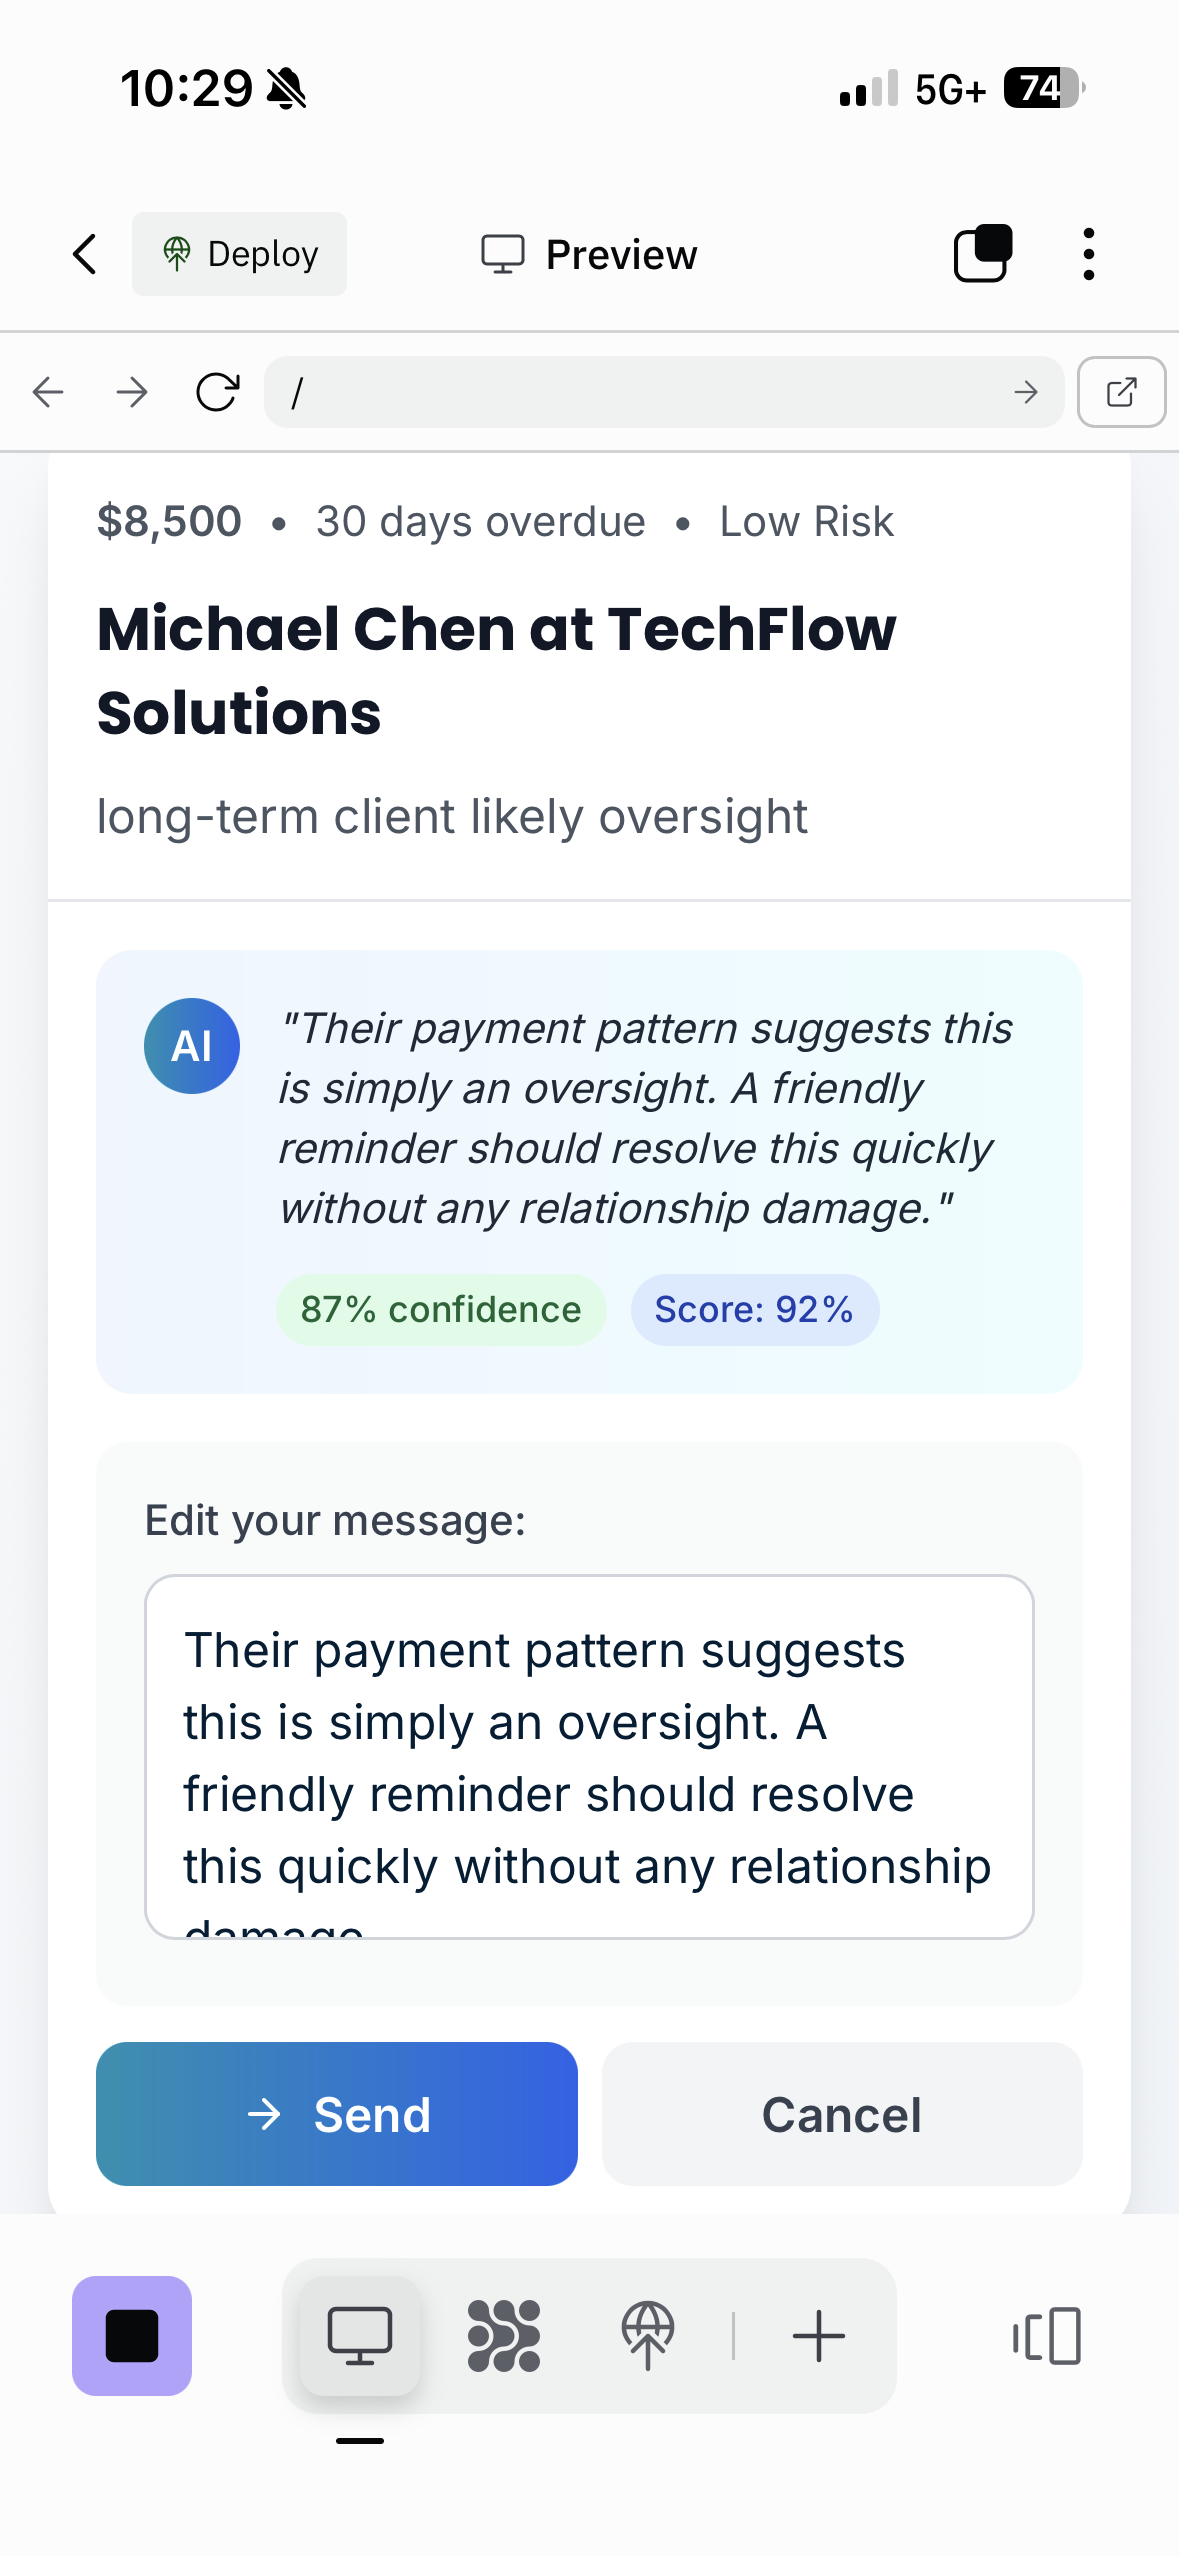 10:29
5G+
74
Deploy
Preview
/
$8,500 • 30 days overdue • Low Risk
Michael Chen at TechFlow
Solutions
long-term client likely oversight
AI
"Their payment pattern suggests this
is simply an oversight. A friendly
reminder should resolve this quickly
without any relationship damage."
87% confidence
Score: 92%
Edit your message:
Their payment pattern suggests
this is simply an oversight. A
friendly reminder should resolve
this quickly without any relationship
damage.
Send
Cancel